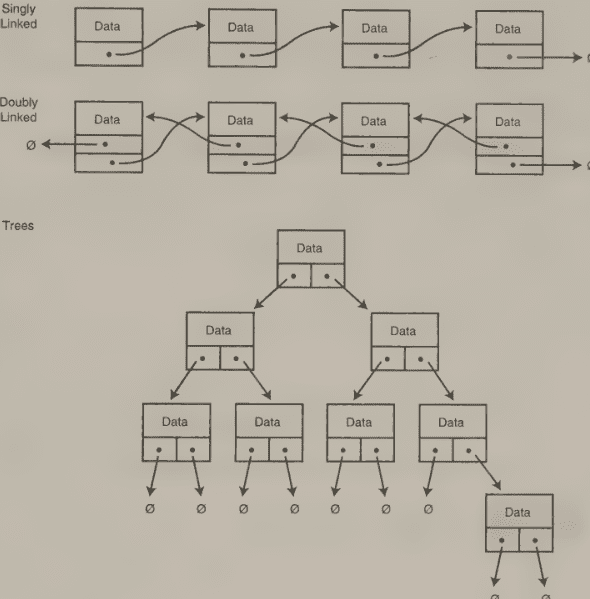 Singly
Linked
Data Data Data Data
Ø
Doubly
Linked
Data Data Data Data
Ø Ø
Trees
Data
Data Data
Data Data Data Data
Ø Ø Ø Ø Ø Ø Ø
Data
Ø Ø